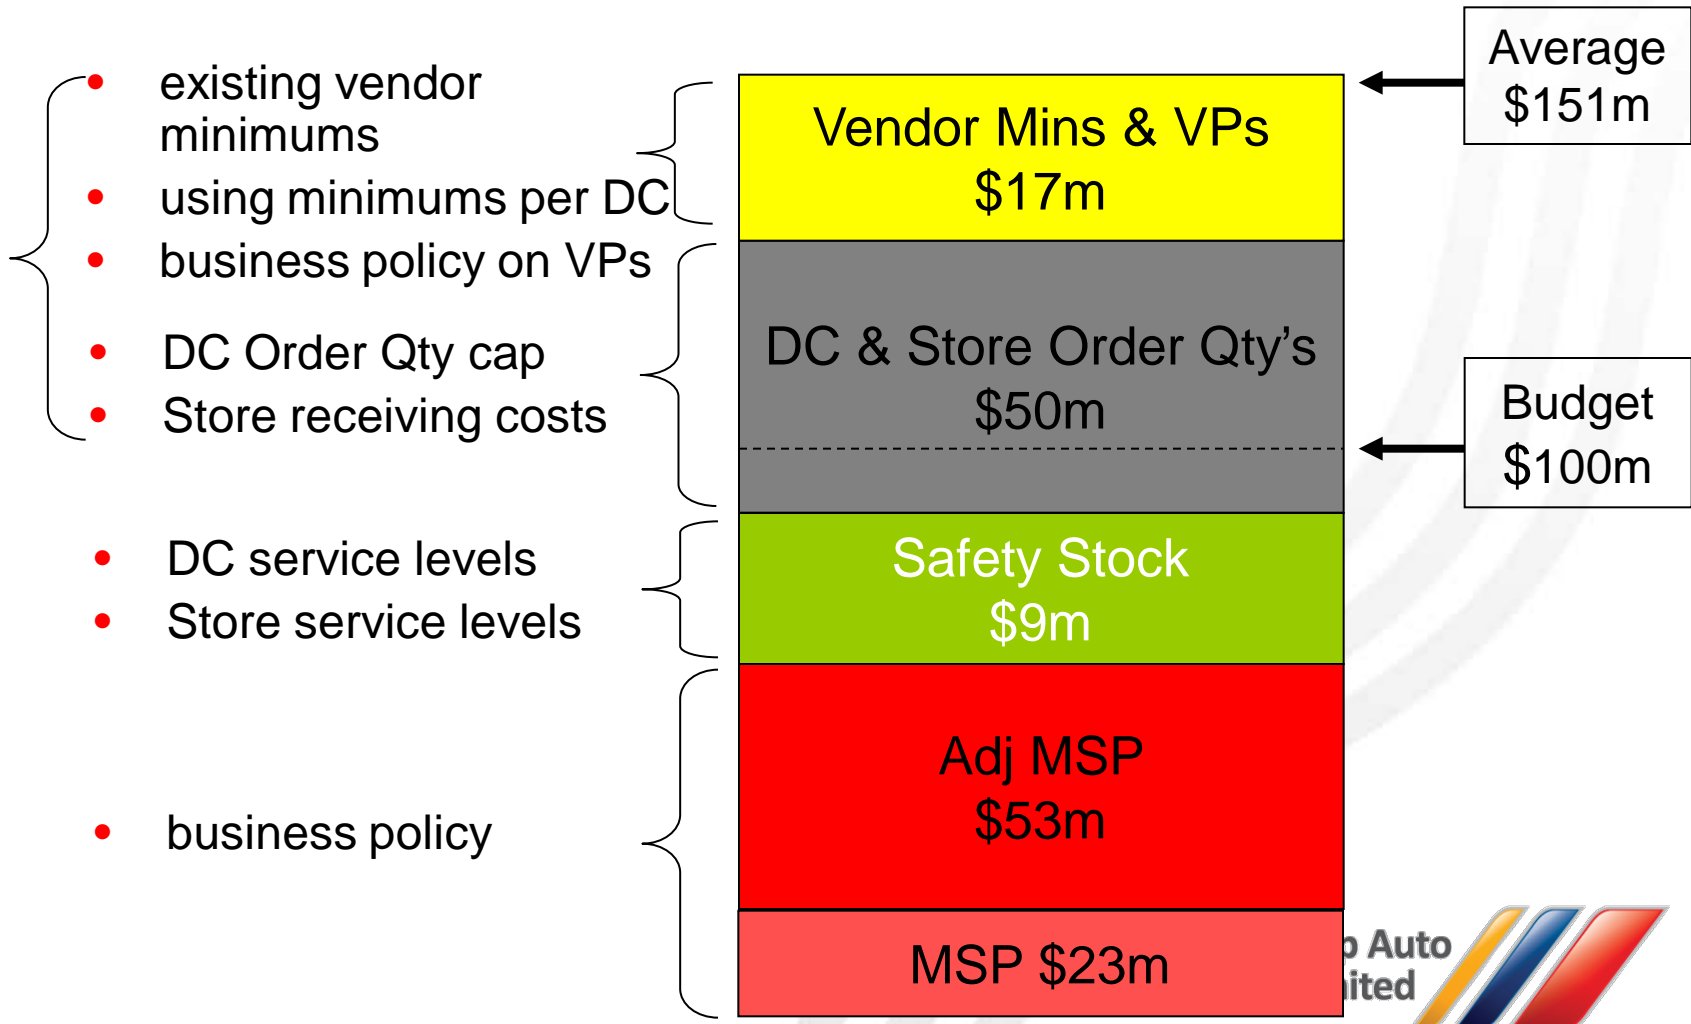 existing vendor
minimums
using minimums per DC
business policy on VPs
DC Order Qty cap
Store receiving costs
DC service levels
Store service levels
business policy
Vendor Mins & VPs
$17m
DC & Store Order Qty’s
$50m
Safety Stock
$9m
Adj MSP
$53m
MSP $23m
Average
$151m
Budget
$100m
Auto